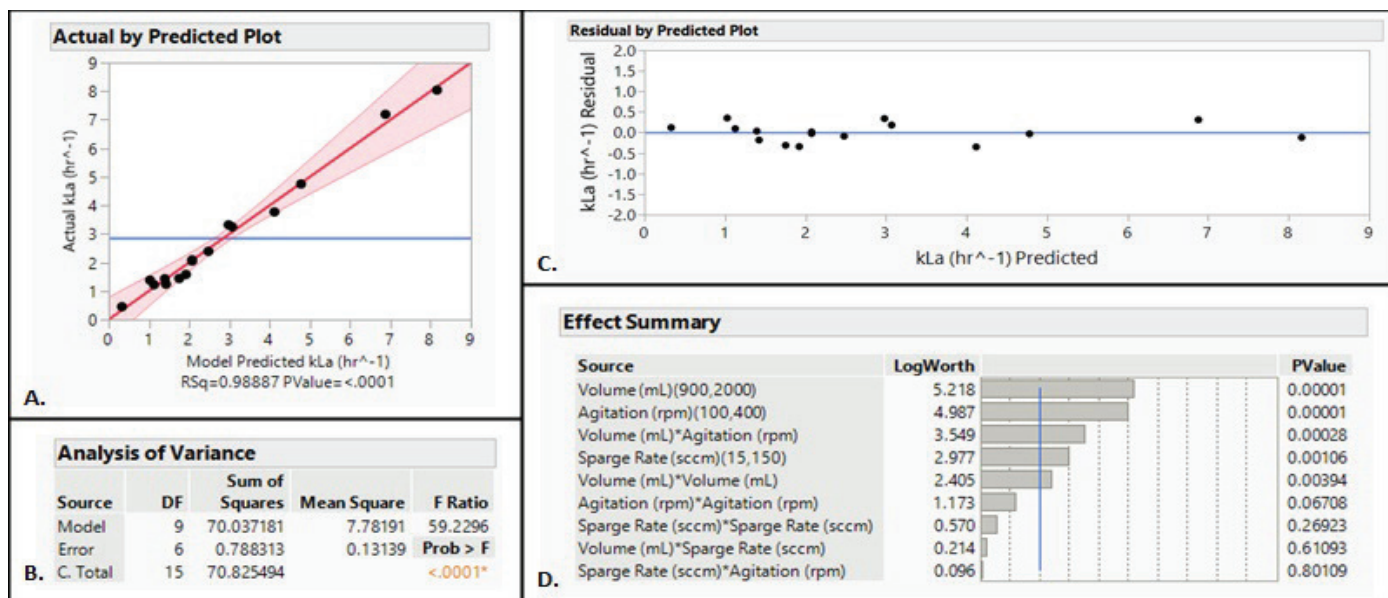 Actual by Predicted Plot
Actual kLa (hr^-1)
9
8
7
6
5
4
3
2
1
0
0 1 2 3 4 5 6 7 8 9
Model Predicted kLa (hr^-1)
RSq=0.98887 PValue=<.0001
A.
Analysis of Variance
Source DF Sum of Squares Mean Square F Ratio
Model 9 70.037181 7.78191 59.2296
Error 6 0.788313 0.13139 Prob > F
C. Total 15 70.825494 <.0001*
B.
Residual by Predicted Plot
kLa (hr^-1) Residual
2.0
1.5
1.0
0.5
0.0
-0.5
-1.0
-1.5
-2.0
0 1 2 3 4 5 6 7 8 9
kLa (hr^-1) Predicted
C.
Effect Summary
Source LogWorth PValue
Volume (mL)(900,2000) 5.218 0.00001
Agitation (rpm)(100,400) 4.987 0.00001
Volume (mL)*Agitation (rpm) 3.549 0.00028
Sparge Rate (sccm)(15,150) 2.977 0.00106
Volume (mL)*Volume (mL) 2.405 0.00394
Agitation (rpm)*Agitation (rpm) 1.173 0.06708
Sparge Rate (sccm)*Sparge Rate (sccm) 0.570 0.26923
Volume (mL)*Sparge Rate (sccm) 0.214 0.61093
Sparge Rate (sccm)*Agitation (rpm) 0.096 0.80109
D.